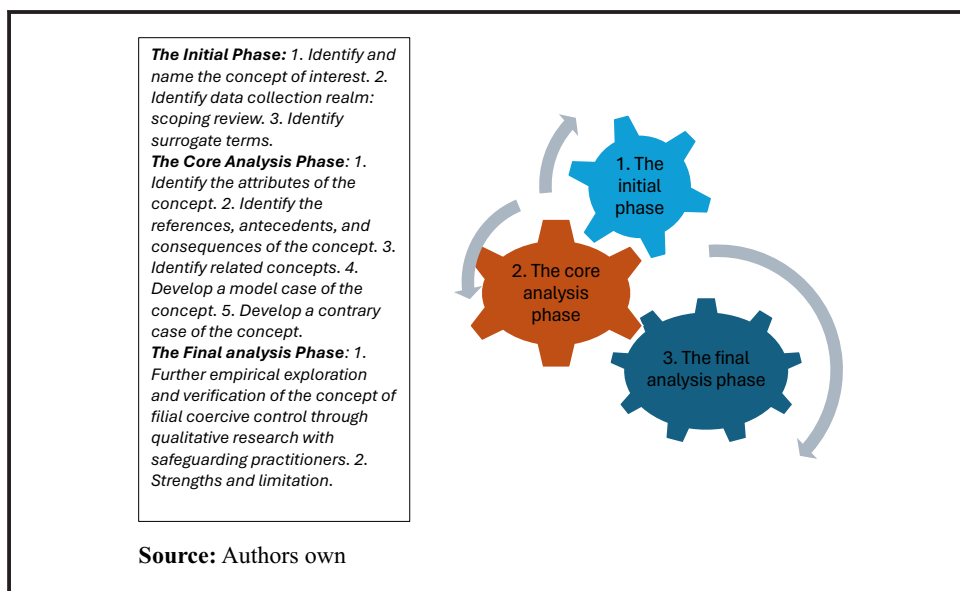 The Initial Phase: 1. Identify and
name the concept of interest. 2.
Identify data collection realm:
scoping review. 3. Identify
surrogate terms.
The Core Analysis Phase: 1.
Identify the attributes of the
concept. 2. Identify the
references, antecedents, and
consequences of the concept. 3.
Identify related concepts. 4.
Develop a model case of the
concept. 5. Develop a contrary
case of the concept.
The Final analysis Phase: 1.
Further empirical exploration
and verification of the concept of
filial coercive control through
qualitative research with
safeguarding practitioners. 2.
Strengths and limitation.
1. The
initial
phase
2. The core
analysis
phase
3. The final
analysis phase
Source: Authors own